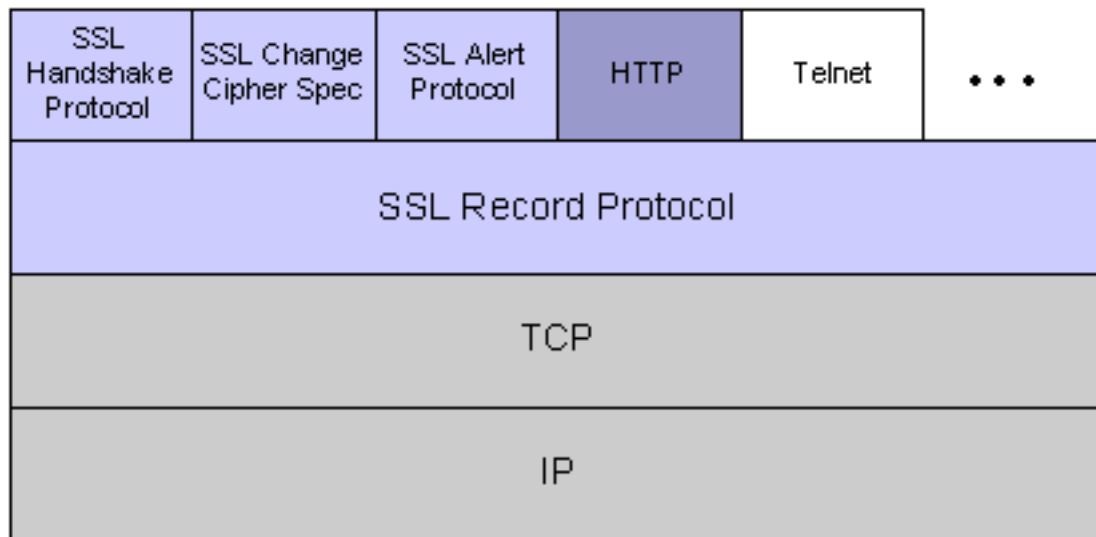 SSL
Handshake
Protocol
SSL Change
Cipher Spec
SSL Alert
Protocol
HTTP
Telnet
...
SSL Record Protocol
TCP
IP